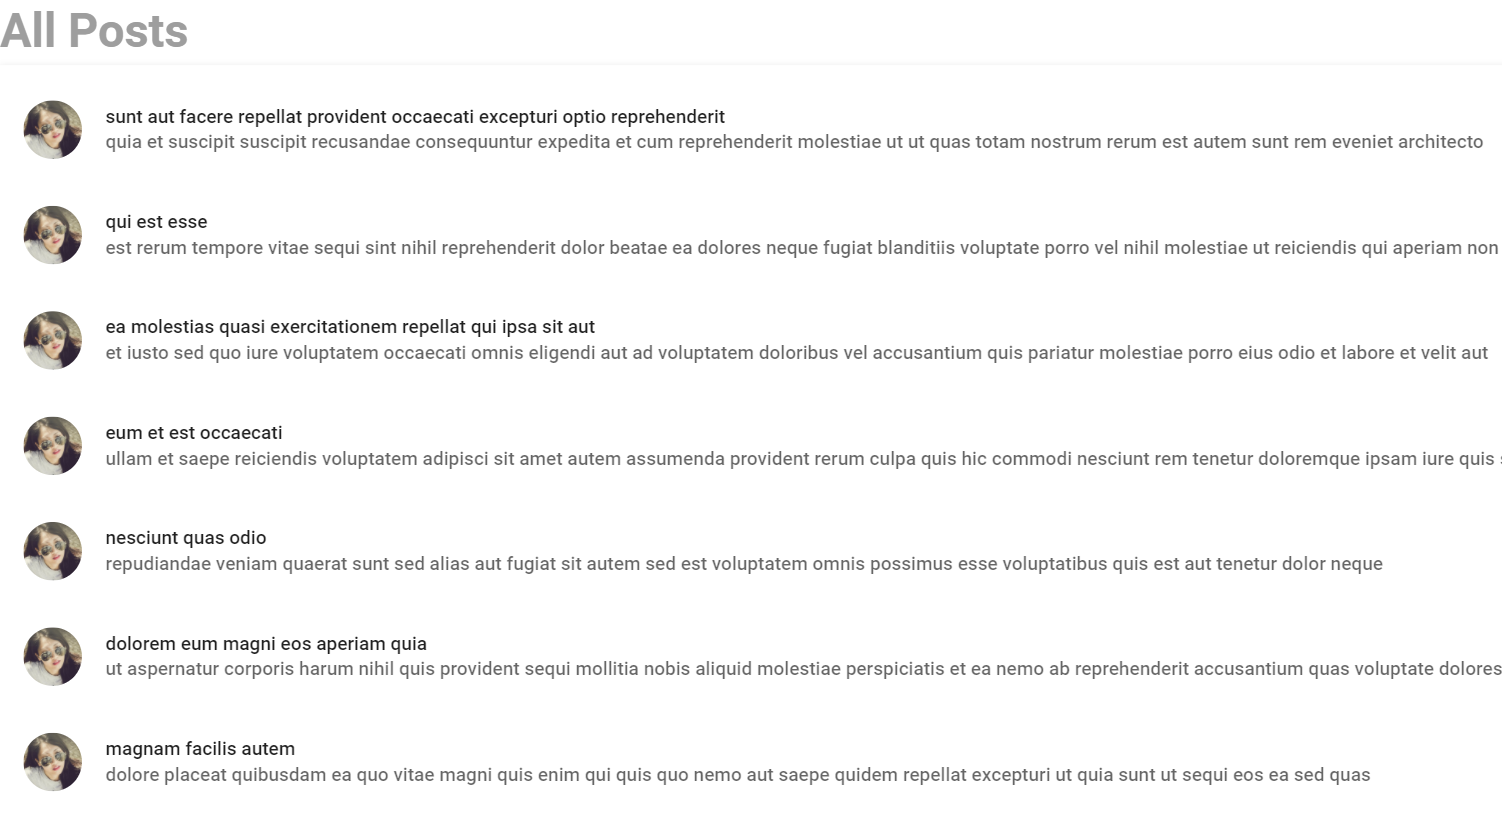 All Posts
sunt aut facere repellat provident occaecati excepturi optio reprehenderit
quia et suscipit suscipit recusandae consequuntur expedita et cum reprehenderit molestiae ut ut quas totam nostrum rerum est autem sunt rem eveniet architecto
qui est esse
est rerum tempore vitae sequi sint nihil reprehenderit dolor beatae ea dolores neque fugiat blanditiis voluptate porro vel nihil molestiae ut reiciendis qui aperiam non
ea molestias quasi exercitationem repellat qui ipsa sit aut
et iusto sed quo iure voluptatem occaecati omnis eligendi aut ad voluptatem doloribus vel accusantium quis pariatur molestiae porro eius odio et labore et velit aut
eum et est occaecati
ullam et saepe reiciendis voluptatem adipisci sit amet autem assumenda provident rerum culpa quis hic commodi nesciunt rem tenetur doloremque ipsam iure quis
nesciunt quas odio
repudiandae veniam quaerat sunt sed alias aut fugiat sit autem sed est voluptatem omnis possimus esse voluptatibus quis est aut tenetur dolor neque
dolorem eum magni eos aperiam quia
ut aspernatur corporis harum nihil quis provident sequi mollitia nobis aliquid molestiae perspiciatis et ea nemo ab reprehenderit accusantium quas voluptate dolores
magnam facilis autem
dolore placeat quibusdam ea quo vitae magni quis enim qui quis quo nemo aut saepe quidem repellat excepturi ut quia sunt ut sequi eos ea sed quas